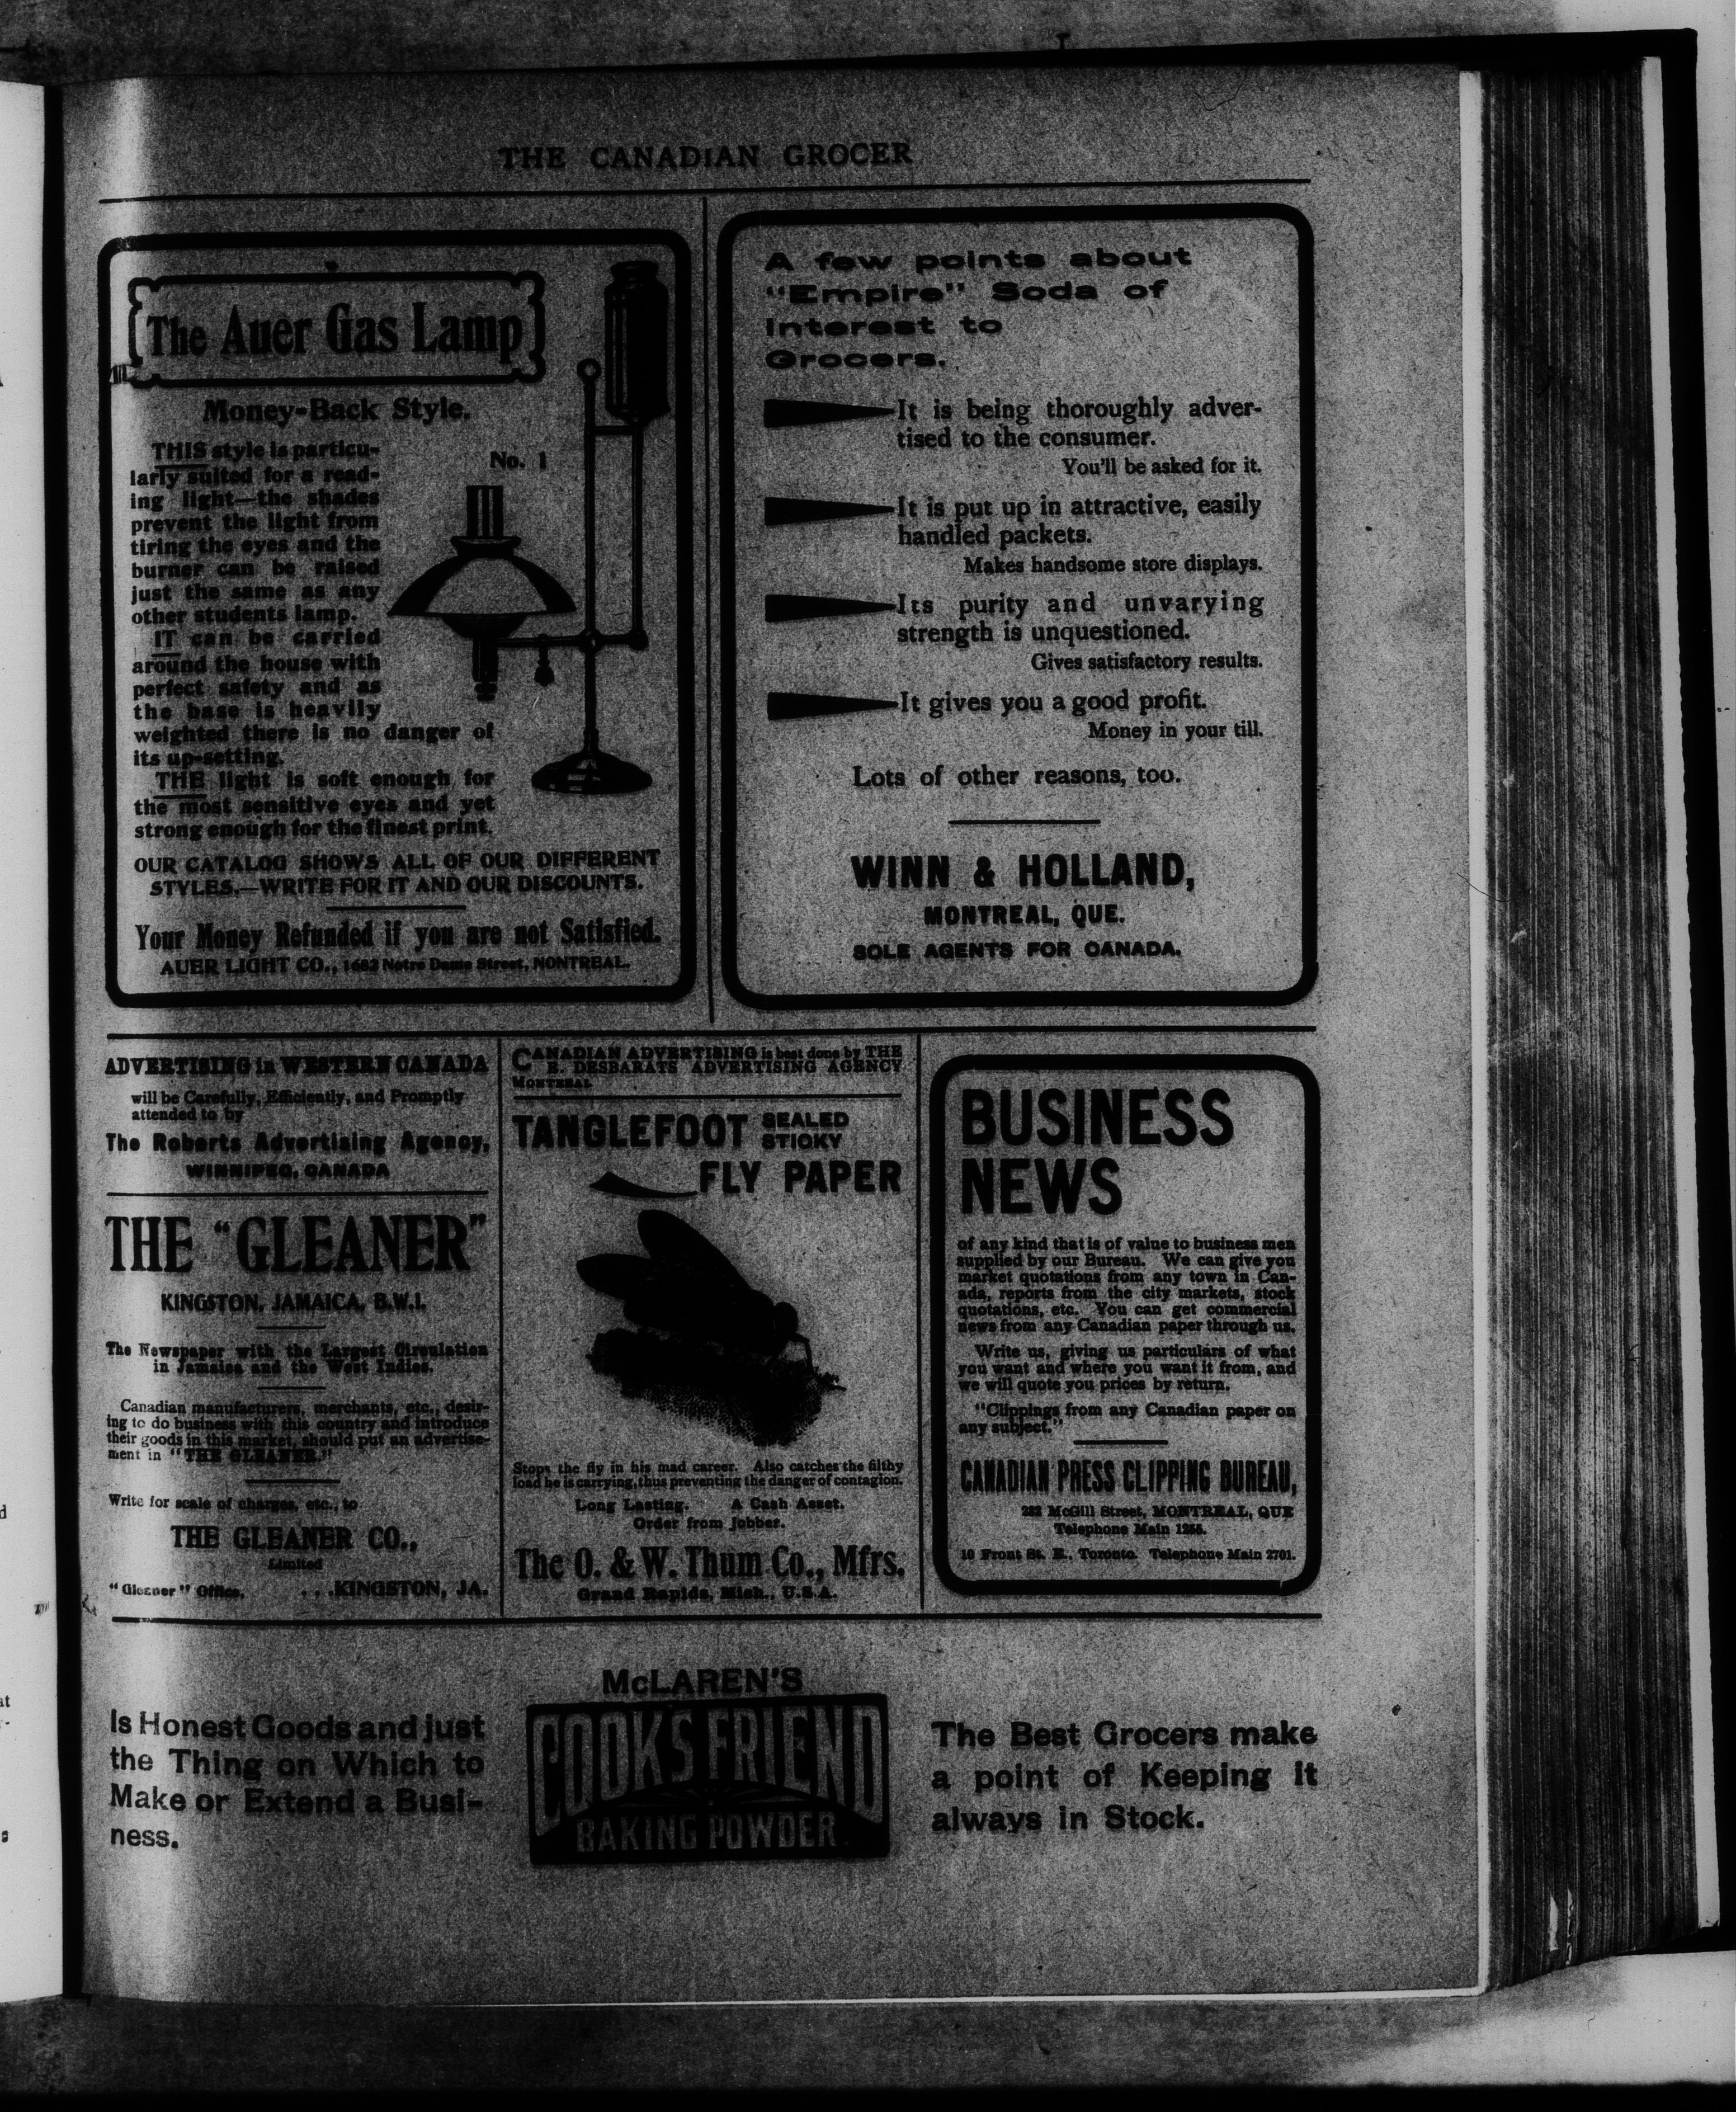 THE CANADIAN GROCER
The Auer Gas Lamp
Money-Back Style.
No. 1
THIS style is particu-
larly suited for a read-
ing light—the shades
prevent the light from
tiring the eyes and the
burner can be raised
just the same as any
other students lamp.
IT can be carried
around the house with
perfect safety and as
the base is heavily
weighted there is no danger of
its up-setting.
THE light is soft enough for
the most sensitive eyes and yet
strong enough for the finest print.
OUR CATALOG SHOWS ALL OF OUR DIFFERENT
STYLES.—WRITE FOR IT AND OUR DISCOUNTS.
Your Money Refunded if you are not Satisfied.
AUER LIGHT CO., 1682 Notre Dame Street, MONTREAL.
A few points about
"Empire" Soda of
Interest to
Grocers.
It is being thoroughly adver-
tised to the consumer.
You'll be asked for it.
It is put up in attractive, easily
handled packets.
Makes handsome store displays.
Its purity and unvarying
strength is unquestioned.
Gives satisfactory results.
It gives you a good profit.
Money in your till.
Lots of other reasons, too.
WINN & HOLLAND,
MONTREAL, QUE.
SOLE AGENTS FOR CANADA.
ADVERTISING in WESTERN CANADA
will be Carefully, Efficiently, and Promptly
attended to by
The Roberts Advertising Agency,
WINNIPEG, CANADA
THE "GLEANER"
KINGSTON, JAMAICA, B.W.I.
The Newspaper with the Largest Circulation
in Jamaica and the West Indies.
Canadian manufacturers, merchants, etc., desir-
ing to do business with this country and introduce
their goods in this market, should put an advertise-
ment in "THE GLEANER."
Write for scale of charges, etc., to
THE GLEANER CO.,
Limited
"Gleaner" Office, . . .KINGSTON, JA.
CANADIAN ADVERTISING is best done by THE
E. DESBARATS ADVERTISING AGENCY
MONTREAL
TANGLEFOOT SEALED
STICKY
FLY PAPER
Stops the fly in his mad career. Also catches the filthy
load he is carrying, thus preventing the danger of contagion.
Long Lasting. A Cash Asset.
Order from Jobber.
The O. & W. Thum Co., Mfrs.
Grand Rapids, Mich., U.S.A.
BUSINESS
NEWS
of any kind that is of value to business men
supplied by our Bureau. We can give you
market quotations from any town in Can-
ada, reports from the city markets, stock
quotations, etc. You can get commercial
news from any Canadian paper through us.
Write us, giving us particulars of what
you want and where you want it from, and
we will quote you prices by return.
"Clippings from any Canadian paper on
any subject."
CANADIAN PRESS CLIPPING BUREAU,
232 McGill Street, MONTREAL, QUE
Telephone Main 1255.
10 Front St. E., Toronto. Telephone Main 2701.
Is Honest Goods and just
the Thing on Which to
Make or Extend a Busi-
ness.
McLAREN'S
COOK'S FRIEND
BAKING POWDER
The Best Grocers make
a point of Keeping it
always in Stock.